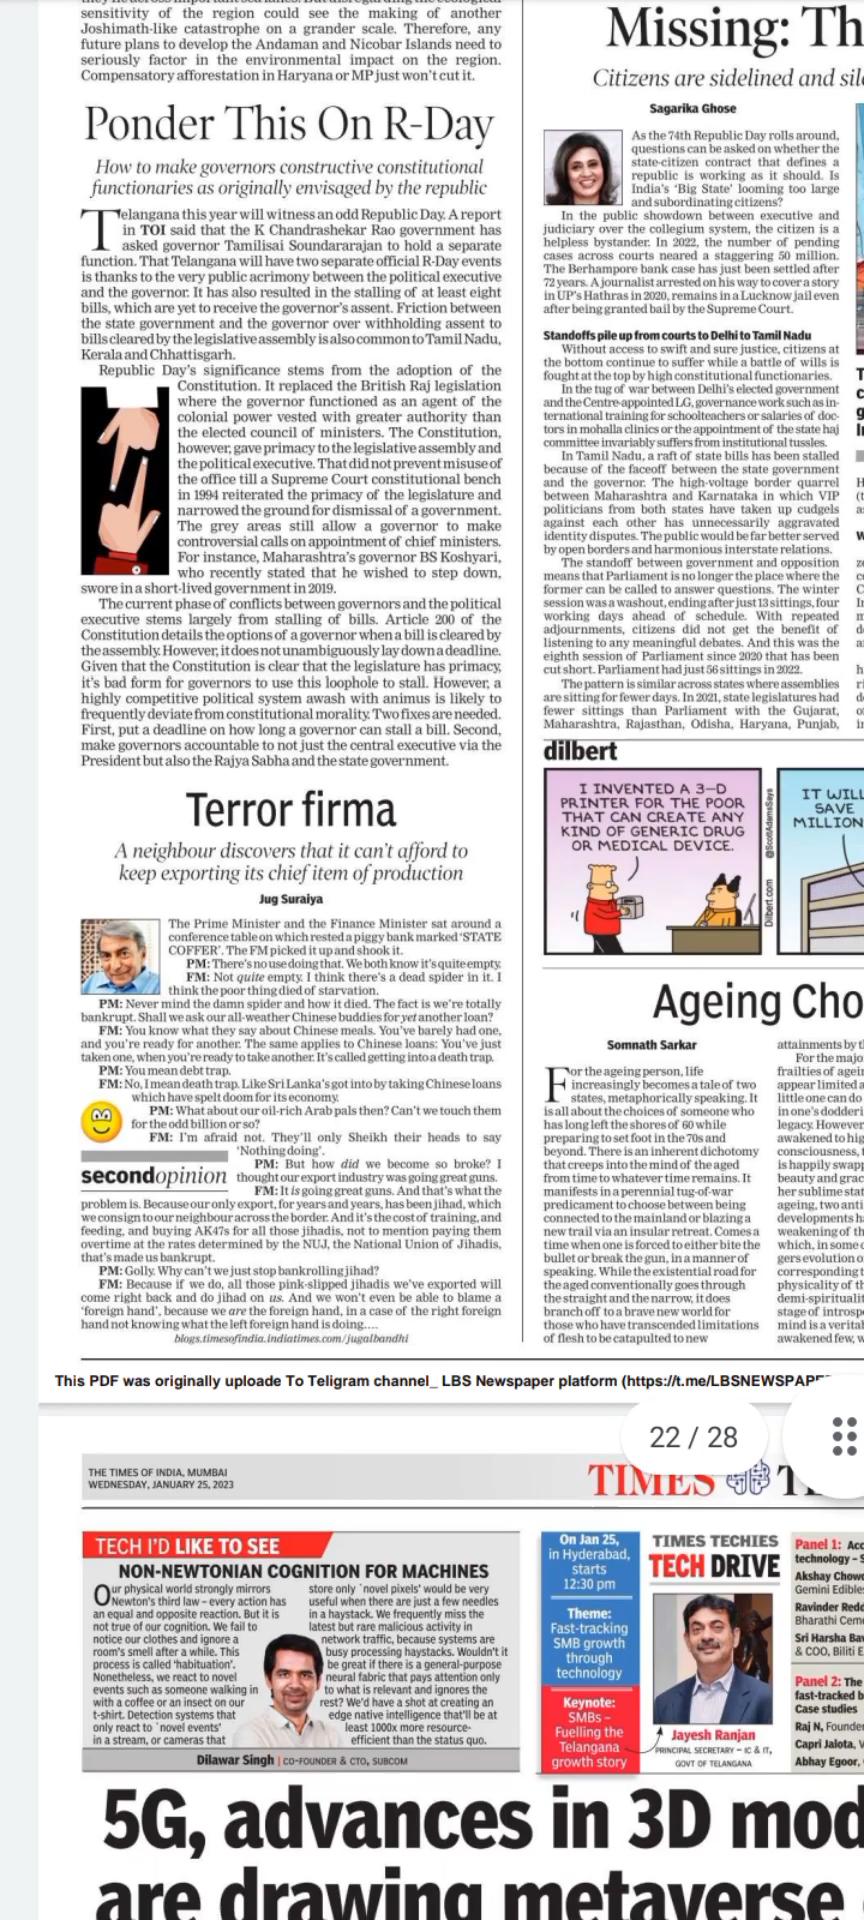 they lie across important sea lanes. But disregarding the ecological
sensitivity of the region could see the making of another
Joshimath-like catastrophe on a grander scale. Therefore, any
future plans to develop the Andaman and Nicobar Islands need to
seriously factor in the environmental impact on the region.
Compensatory afforestation in Haryana or MP just won't cut it.
Ponder This On R-Day
How to make governors constructive constitutional
functionaries as originally envisaged by the republic
Telangana this year will witness an odd Republic Day. A report
in TOI said that the K Chandrashekar Rao government has
asked governor Tamilisai Soundararajan to hold a separate
function. That Telangana will have two separate official R-Day events
is thanks to the very public acrimony between the political executive
and the governor. It has also resulted in the stalling of at least eight
bills, which are yet to receive the governor's assent. Friction between
the state government and the governor over withholding assent to
bills cleared by the legislative assembly is also common to Tamil Nadu,
Kerala and Chhattisgarh.
Republic Day's significance stems from the adoption of the
Constitution. It replaced the British Raj legislation
where the governor functioned as an agent of the
colonial power vested with greater authority than
the elected council of ministers. The Constitution,
however, gave primacy to the legislative assembly and
the political executive. That did not prevent misuse of
the office till a Supreme Court constitutional bench
in 1994 reiterated the primacy of the legislature and
narrowed the ground for dismissal of a government.
The grey areas still allow a governor to make
controversial calls on appointment of chief ministers.
For instance, Maharashtra's governor BS Koshyari,
who recently stated that he wished to step down,
swore in a short-lived government in 2019.
The current phase of conflicts between governors and the political
executive stems largely from stalling of bills. Article 200 of the
Constitution details the options of a governor when a bill is cleared by
the assembly. However, it does not unambiguously lay down a deadline.
Given that the Constitution is clear that the legislature has primacy,
it's bad form for governors to use this loophole to stall. However, a
highly competitive political system awash with animus is likely to
frequently deviate from constitutional morality. Two fixes are needed.
First, put a deadline on how long a governor can stall a bill. Second,
make governors accountable to not just the central executive via the
President but also the Rajya Sabha and the state government.
Terror firma
A neighbour discovers that it can't afford to
keep exporting its chief item of production
Jug Suraiya
The Prime Minister and the Finance Minister sat around a
conference table on which rested a piggy bank marked 'STATE
COFFER'. The FM picked it up and shook it.
PM: There's no use doing that. We both know it's quite empty.
FM: Not quite empty. I think there's a dead spider in it. I
think the poor thing died of starvation.
PM: Never mind the damn spider and how it died. The fact is we're totally
bankrupt. Shall we ask our all-weather Chinese buddies for yet another loan?
FM: You know what they say about Chinese meals. You've barely had one,
and you're ready for another. The same applies to Chinese loans: You've just
taken one, when you're ready to take another. It's called getting into a death trap.
PM: You mean debt trap.
FM: No, I mean death trap. Like Sri Lanka's got into by taking Chinese loans
which have spelt doom for its economy.
PM: What about our oil-rich Arab pals then? Can't we touch them
for the odd billion or so?
FM: I'm afraid not. They'll only Sheikh their heads to say
'Nothing doing'.
PM: But how did we become so broke? I
secondopinion
thought our export industry was going great guns.
FM: It is going great guns. And that's the
problem is. Because our only export, for years and years, has been jihad, which
we consign to our neighbour across the border. And it's the cost of training, and
feeding, and buying AK47s for all those jihadis, not to mention paying them
overtime at the rates determined by the NUJ, the National Union of Jihadis,
that's made us bankrupt.
PM: Golly. Why can't we just stop bankrolling jihad?
FM: Because if we do, all those pink-slipped jihadis we've exported will
come right back and do jihad on us. And we won't even be able to blame a
'foreign hand', because we are the foreign hand, in a case of the right foreign
hand not knowing what the left foreign hand is doing....
blogs.timesofindia.indiatimes.com/jugalbandhi
Missing: Th
Citizens are sidelined and sile
Sagarika Ghose
As the 74th Republic Day rolls around,
questions can be asked on whether the
state-citizen contract that defines a
republic is working as it should. Is
India's 'Big State' looming too large
and subordinating citizens?
In the public showdown between executive and
judiciary over the collegium system, the citizen is a
helpless bystander. In 2022, the number of pending
cases across courts neared a staggering 50 million.
The Berhampore bank case has just been settled after
72 years. A journalist arrested on his way to cover a story
in UP's Hathras in 2020, remains in a Lucknow jail even
after being granted bail by the Supreme Court.
Standoffs pile up from courts to Delhi to Tamil Nadu
Without access to swift and sure justice, citizens at
the bottom continue to suffer while a battle of wills is
fought at the top by high constitutional functionaries.
In the tug of war between Delhi's elected government
and the Centre-appointed LG, governance work such as in-
ternational training for schoolteachers or salaries of doc-
tors in mohalla clinics or the appointment of the state haj
committee invariably suffers from institutional tussles.
In Tamil Nadu, a raft of state bills has been stalled
because of the faceoff between the state government
and the governor. The high-voltage border quarrel
between Maharashtra and Karnataka in which VIP
politicians from both states have taken up cudgels
against each other has unnecessarily aggravated
identity disputes. The public would be far better served
by open borders and harmonious interstate relations.
The standoff between government and opposition
means that Parliament is no longer the place where the
former can be called to answer questions. The winter
session was a washout, ending after just 13 sittings, four
working days ahead of schedule. With repeated
adjournments, citizens did not get the benefit of
listening to any meaningful debates. And this was the
eighth session of Parliament since 2020 that has been
cut short. Parliament had just 56 sittings in 2022.
The pattern is similar across states where assemblies
are sitting for fewer days. In 2021, state legislatures had
fewer sittings than Parliament with the Gujarat,
Maharashtra, Rajasthan, Odisha, Haryana, Punjab,
dilbert
I INVENTED A 3-D
PRINTER FOR THE POOR
THAT CAN CREATE ANY
KIND OF GENERIC DRUG
OR MEDICAL DEVICE.
Dilbert.com @ScottAdamsSays
IT WILL
SAVE
MILLION
Ageing Cho
Somnath Sarkar
For the ageing person, life
increasingly becomes a tale of two
states, metaphorically speaking. It
is all about the choices of someone who
has long left the shores of 60 while
preparing to set foot in the 70s and
beyond. There is an inherent dichotomy
that creeps into the mind of the aged
from time to whatever time remains. It
manifests in a perennial tug-of-war
predicament to choose between being
connected to the mainland or blazing a
new trail via an insular retreat. Comes a
time when one is forced to either bite the
bullet or break the gun, in a manner of
speaking. While the existential road for
the aged conventionally goes through
the straight and the narrow, it does
branch off to a brave new world for
those who have transcended limitations
of flesh to be catapulted to new
attainments by th
For the major
frailties of agein
appear limited a
little one can do
in one's dodderi
legacy. However
awakened to hig
consciousness, t
is happily swapp
beauty and grac
her sublime stat
ageing, two anti
developments ha
weakening of th
which, in some c
gers evolution o
corresponding t
physicality of th
demi-spirituality
stage of introsp
mind is a veritab
awakened few, w
This PDF was originally uploade To Teligram channel_ LBS Newspaper platform (https://t.me/LBSNEWSPAPE
22 / 28
THE TIMES OF INDIA, MUMBAI
WEDNESDAY, JANUARY 25, 2023
TIMES TE
TECH I'D LIKE TO SEE
NON-NEWTONIAN COGNITION FOR MACHINES
Our physical world strongly mirrors
Newton's third law – every action has
an equal and opposite reaction. But it is
not true of our cognition. We fail to
notice our clothes and ignore a
room's smell after a while. This
process is called 'habituation'.
Nonetheless, we react to novel
events such as someone walking in
with a coffee or an insect on our
t-shirt. Detection systems that
only react to `novel events'
in a stream, or cameras that
store only `novel pixels' would be very
useful when there are just a few needles
in a haystack. We frequently miss the
latest but rare malicious activity in
network traffic, because systems are
busy processing haystacks. Wouldn't it
be great if there is a general-purpose
neural fabric that pays attention only
to what is relevant and ignores the
rest? We'd have a shot at creating an
edge native intelligence that'll be at
least 1000x more resource-
efficient than the status quo.
Dilawar Singh | CO-FOUNDER & CTO, SUBCOM
On Jan 25,
in Hyderabad,
starts
12:30 pm
Theme:
Fast-tracking
SMB growth
through
technology
Keynote:
SMBs –
Fuelling the
Telangana
growth story
TIMES TECHIES
TECH DRIVE
Jayesh Ranjan
PRINCIPAL SECRETARY – IC & IT,
GOVT OF TELANGANA
Panel 1: Acc
technology – S
Akshay Chow
Gemini Edible
Ravinder Redd
Bharathi Ceme
Sri Harsha Bav
& COO, Biliti E
Panel 2: The
fast-tracked b
Case studies
Raj N, Founder
Capri Jalota, V
Abhay Egoor,
5G, advances in 3D mod
are drawing metaverse